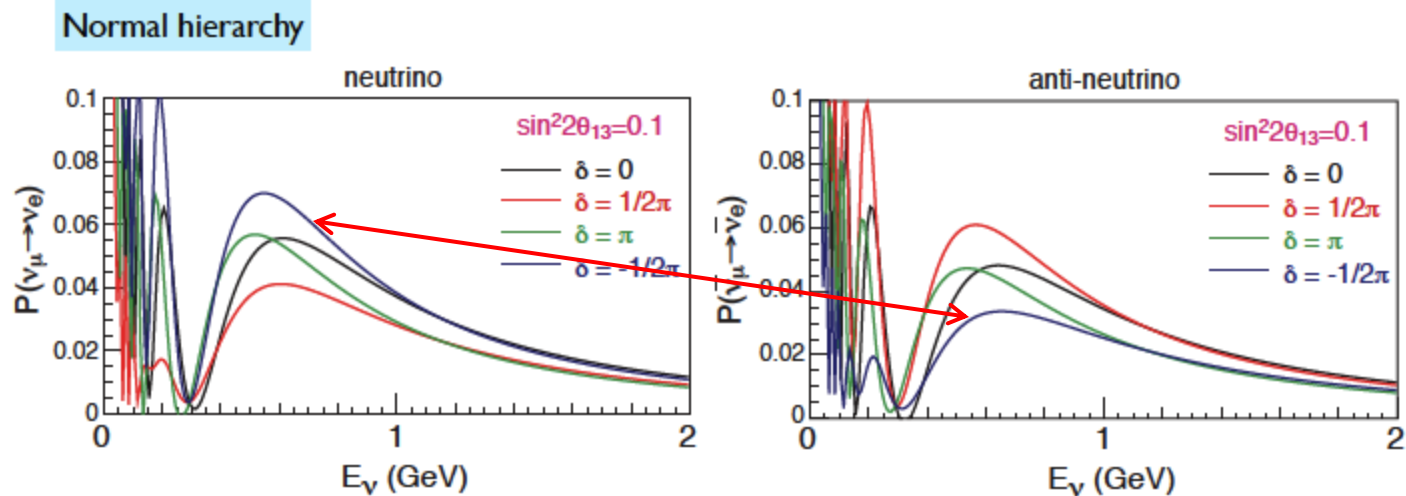 Normal hierarchy
neutrino
P(νμ→νe)
0.1
0.08
0.06
0.04
0.02
0
sin²2θ₁₃=0.1
δ = 0
δ = 1/2π
δ = π
δ = -1/2π
0 1 2
Eν (GeV)
anti-neutrino
P(ν̅μ→ν̅e)
0.1
0.08
0.06
0.04
0.02
0
sin²2θ₁₃=0.1
δ = 0
δ = 1/2π
δ = π
δ = -1/2π
0 1 2
Eν (GeV)